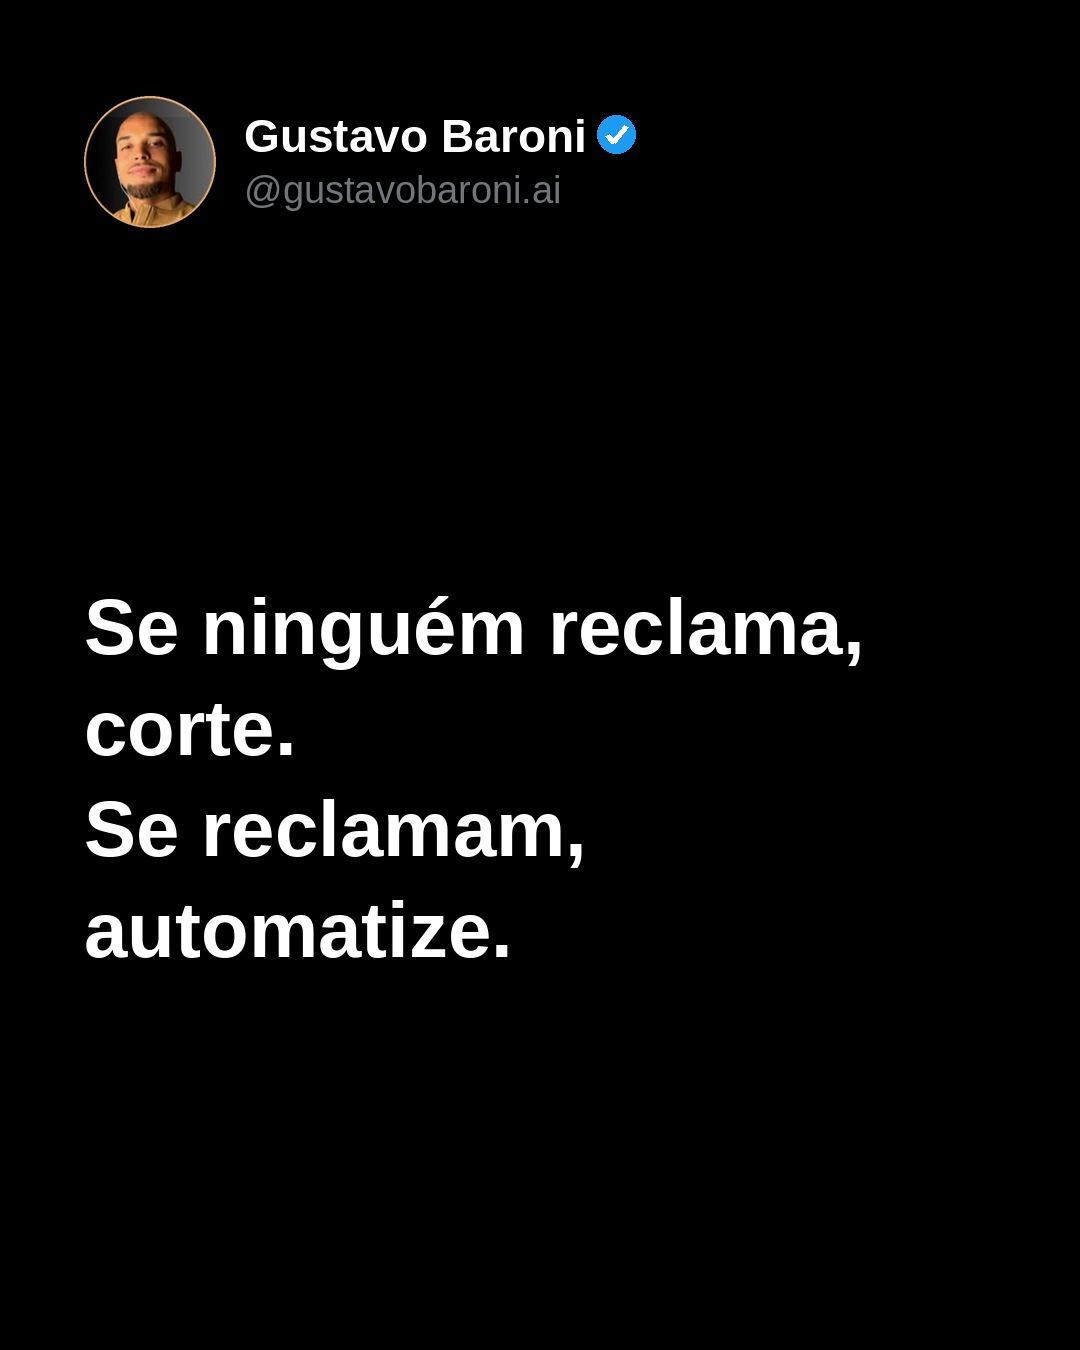 Gustavo Baroni
@gustavobaroni.ai
Se ninguém reclama,
corte.
Se reclamam,
automatize.